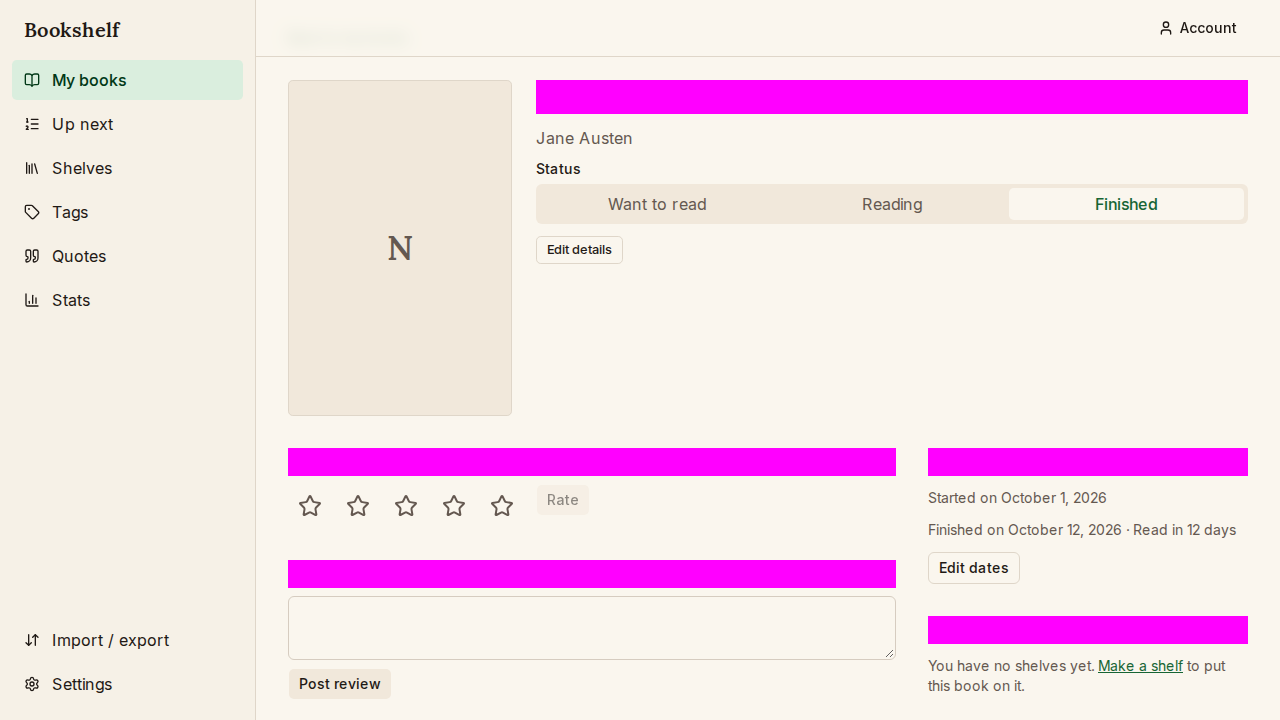 Bookshelf
My books
Up next
Shelves
Tags
Quotes
Stats
Import / export
Settings
Account
N
Jane Austen
Status
Want to read
Reading
Finished
Edit details
Rate
Post review
Started on October 1, 2026
Finished on October 12, 2026 · Read in 12 days
Edit dates
You have no shelves yet. Make a shelf to put
this book on it.